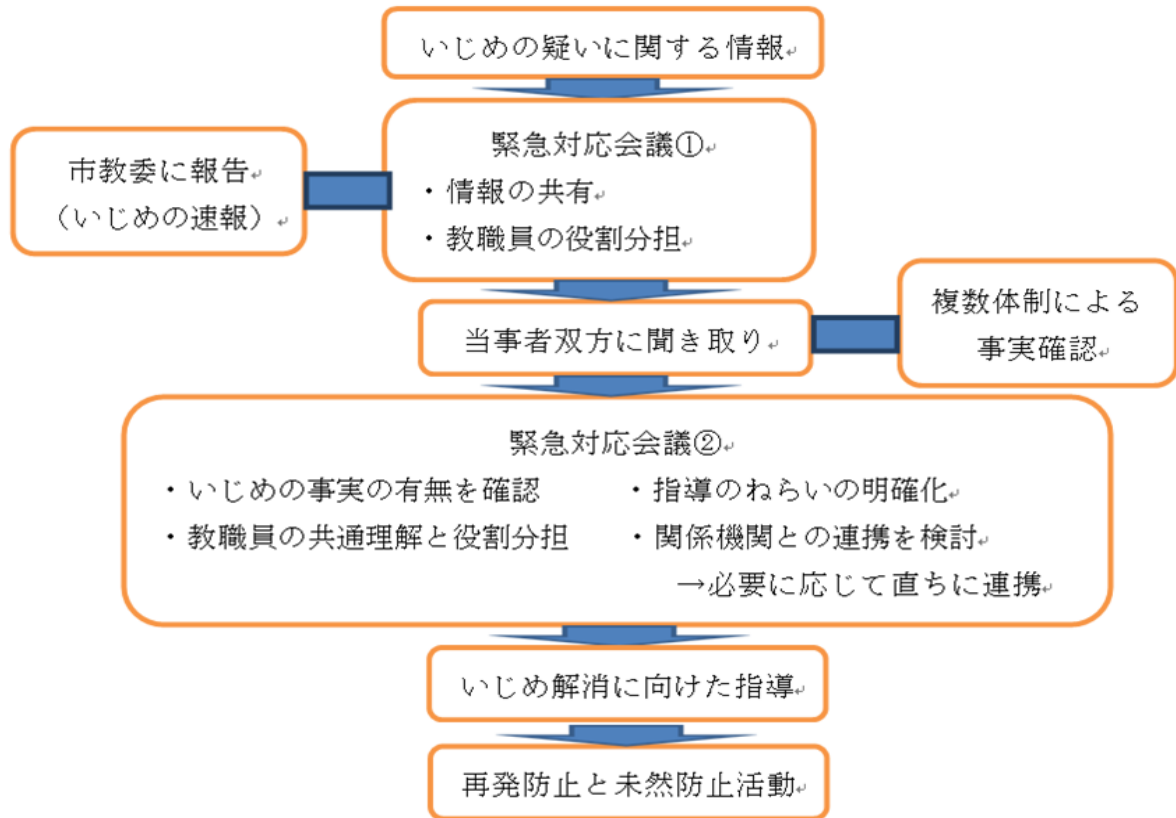 いじめの疑いに関する情報
緊急対応会議①
・情報の共有
・教職員の役割分担
市教委に報告
（いじめの速報）
当事者双方に聞き取り
複数体制による
事実確認
緊急対応会議②
・いじめの事実の有無を確認
・教職員の共通理解と役割分担
・指導のねらいの明確化
・関係機関との連携を検討
→必要に応じて直ちに連携
いじめ解消に向けた指導
再発防止と未然防止活動